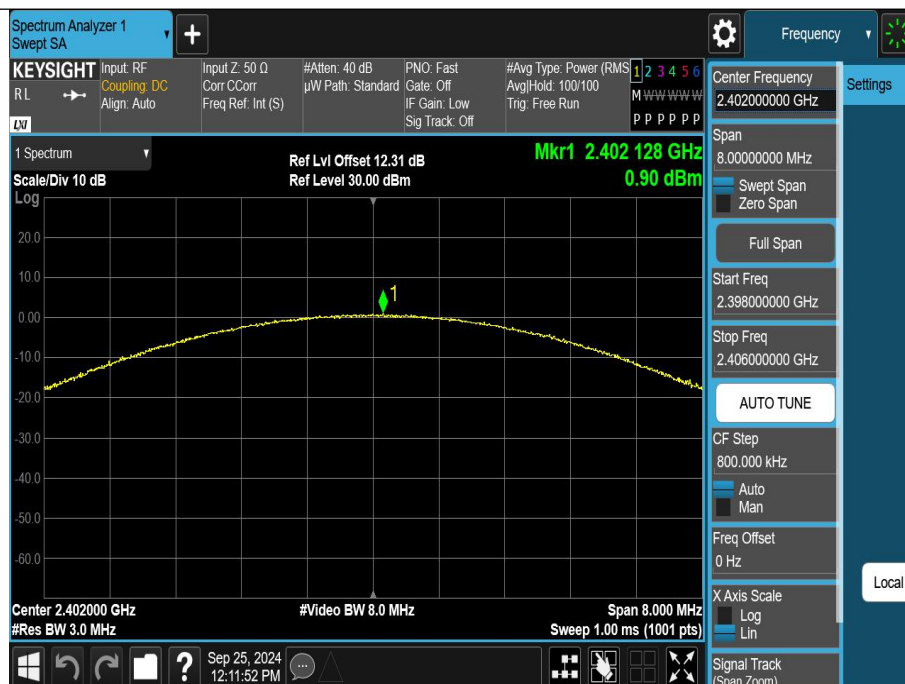 Spectrum Analyzer 1
Swept SA
+
Frequency
KEYSIGHT
RL
LXI
Input: RF
Coupling: DC
Align: Auto
Input Z: 50 Ω
Corr CCorr
Freq Ref: Int (S)
#Atten: 40 dB
µW Path: Standard
PNO: Fast
Gate: Off
IF Gain: Low
Sig Track: Off
#Avg Type: Power (RMS
Avg|Hold: 100/100
Trig: Free Run
1 2 3 4 5 6
M W W W W W
P P P P P P
1 Spectrum
Scale/Div 10 dB
Log
Ref Lvl Offset 12.31 dB
Ref Level 30.00 dBm
Mkr1 2.402 128 GHz
0.90 dBm
20.0
10.0
0.00
-10.0
-20.0
-30.0
-40.0
-50.0
-60.0
1
Center 2.402000 GHz
#Res BW 3.0 MHz
#Video BW 8.0 MHz
Span 8.000 MHz
Sweep 1.00 ms (1001 pts)
?
Sep 25, 2024
12:11:52 PM
Center Frequency
2.402000000 GHz
Settings
Span
8.00000000 MHz
Swept Span
Zero Span
Full Span
Start Freq
2.398000000 GHz
Stop Freq
2.406000000 GHz
AUTO TUNE
CF Step
800.000 kHz
Auto
Man
Freq Offset
0 Hz
Local
X Axis Scale
Log
Lin
Signal Track
(Span Zoom)